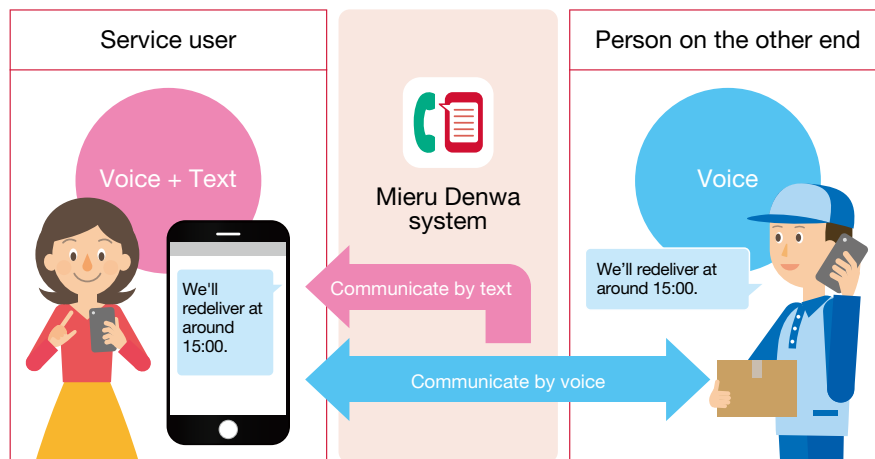 Service user
Person on the other end
Voice + Text
Mieru Denwa
system
Voice
We'll
redeliver at
around
15:00.
Communicate by text
We’ll redeliver at
around 15:00.
Communicate by voice